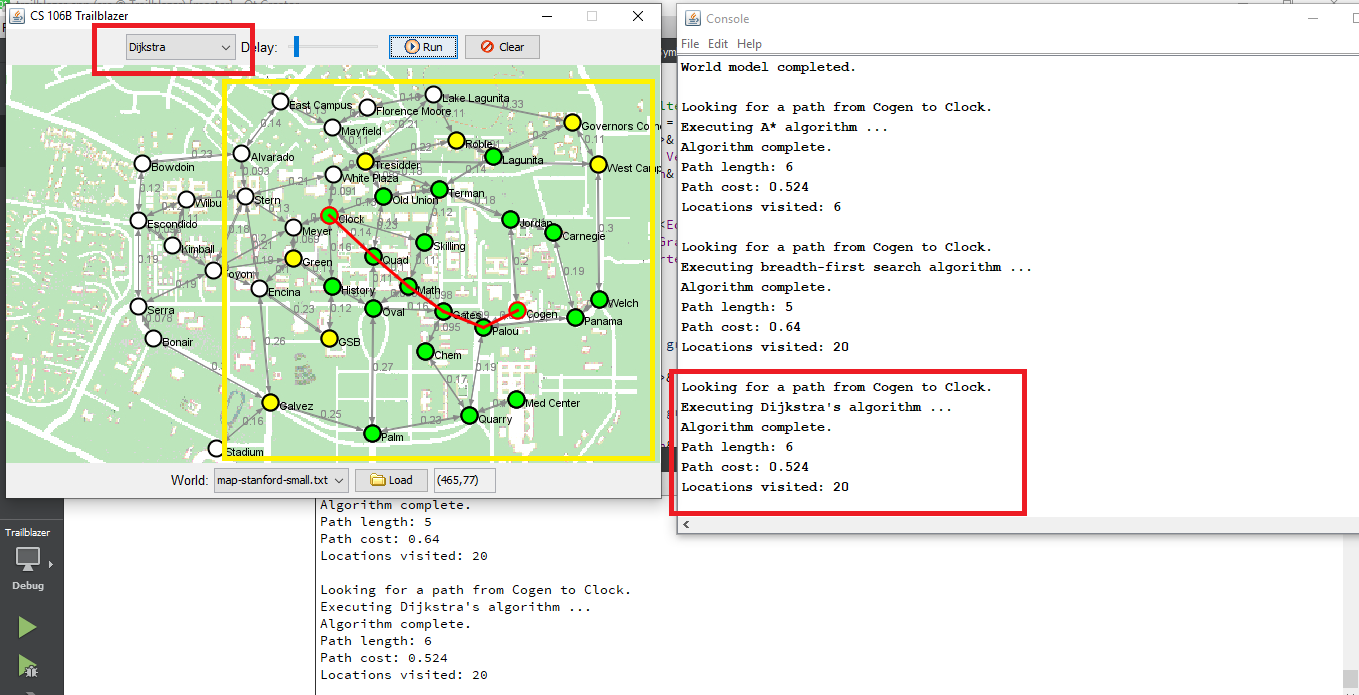 CS 106B Trailblazer
Dijkstra
Delay:
Run
Clear
East Campus
Lake Lagunita
0.33
Florence Moore
Governors
Mayfield
0.14
0.21
0.11
0.2
0.11
Roble
0.22
Alvarado
0.23
Tresidder
Lagunita
West Camp
Bowdoin
0.093
0.14
White Plaza
0.12
0.21
0.091
Old Union
Terman
0.18
Wilbu
Stern
0.13
0.12
Clock
Jordan
Escondido
Meyer
0.14
Carnegie
0.3
Kimball
0.16
Skilling
0.19
Green
Quad
0.11
0.2
0.19
0.19
Encina
History
Math
Welch
Serra
0.23
0.12
Oval
0.16
Gates
Cogen
Panama
0.078
Palou
Bonair
0.26
GSB
0.095
Chem
0.27
0.17
0.19
Galvez
Med Center
0.16
0.25
0.23
Quarry
Palm
Stadium
World:
map-stanford-small.txt
Load
(465,77)
Console
File Edit Help
World model completed.
Looking for a path from Cogen to Clock.
Executing A* algorithm ...
Algorithm complete.
Path length: 6
Path cost: 0.524
Locations visited: 6
Looking for a path from Cogen to Clock.
Executing breadth-first search algorithm ...
Algorithm complete.
Path length: 5
Path cost: 0.64
Locations visited: 20
Looking for a path from Cogen to Clock.
Executing Dijkstra's algorithm ...
Algorithm complete.
Path length: 6
Path cost: 0.524
Locations visited: 20
Trailblazer
Debug
Algorithm complete.
Path length: 5
Path cost: 0.64
Locations visited: 20
Looking for a path from Cogen to Clock.
Executing Dijkstra's algorithm ...
Algorithm complete.
Path length: 6
Path cost: 0.524
Locations visited: 20